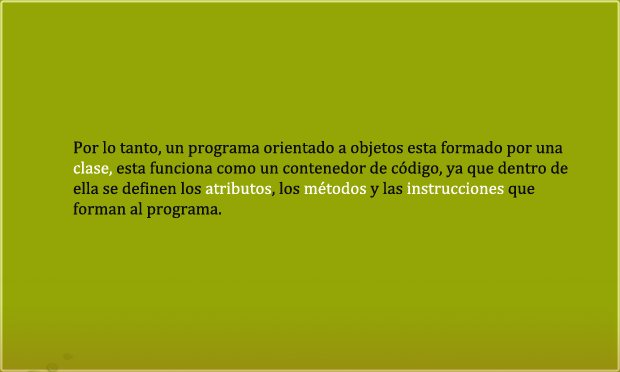 Por lo tanto, un programa orientado a objetos esta formado por una
clase, esta funciona como un contenedor de código, ya que dentro de
ella se definen los atributos, los métodos y las instrucciones que
forman al programa.